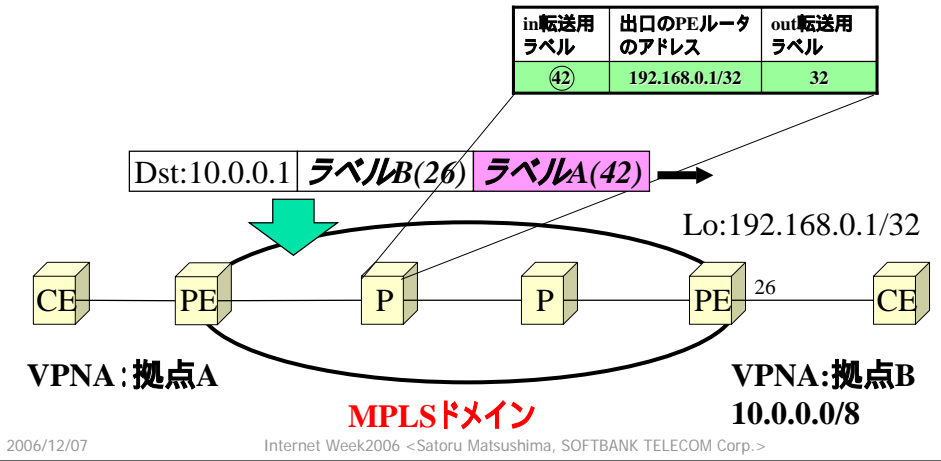 in転送用 出口のPEルータ out転送用
ラベル のアドレス ラベル
42 192.168.0.1/32 32
Dst:10.0.0.1 ラベルB(26) ラベルA(42)
Lo:192.168.0.1/32
CE PE P P PE 26 CE
VPNA:拠点A VPNA:拠点B
10.0.0.0/8
MPLSドメイン
2006/12/07 Internet Week2006 <Satoru Matsushima, SOFTBANK TELECOM Corp.>